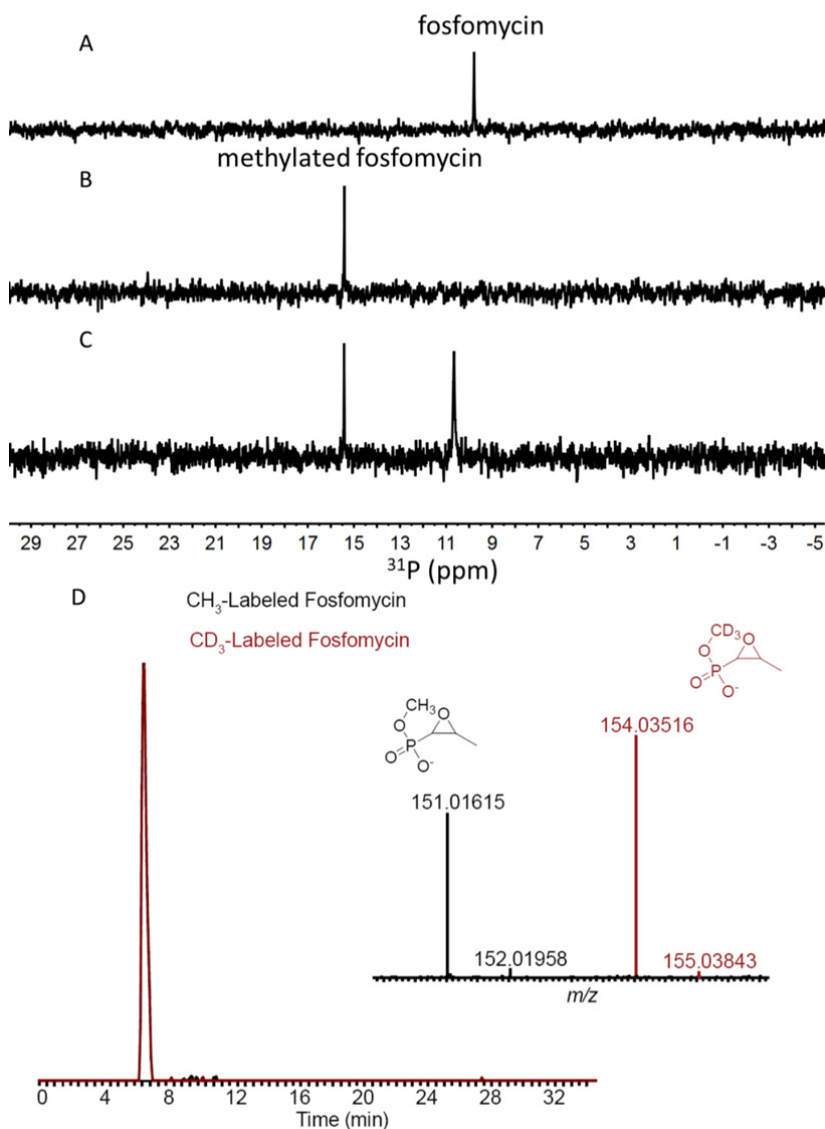 A
fosfomycin
B
methylated fosfomycin
C
29 27 25 23 21 19 17 15 13 11 9 7 5 3 1 -1 -3 -5
31P (ppm)
D
CH3-Labeled Fosfomycin
CD3-Labeled Fosfomycin
CH3
O
O
P
O
O-
CD3
O
O
P
O
O-
151.01615
154.03516
152.01958
155.03843
m/z
0 4 8 12 16 20 24 28 32
Time (min)